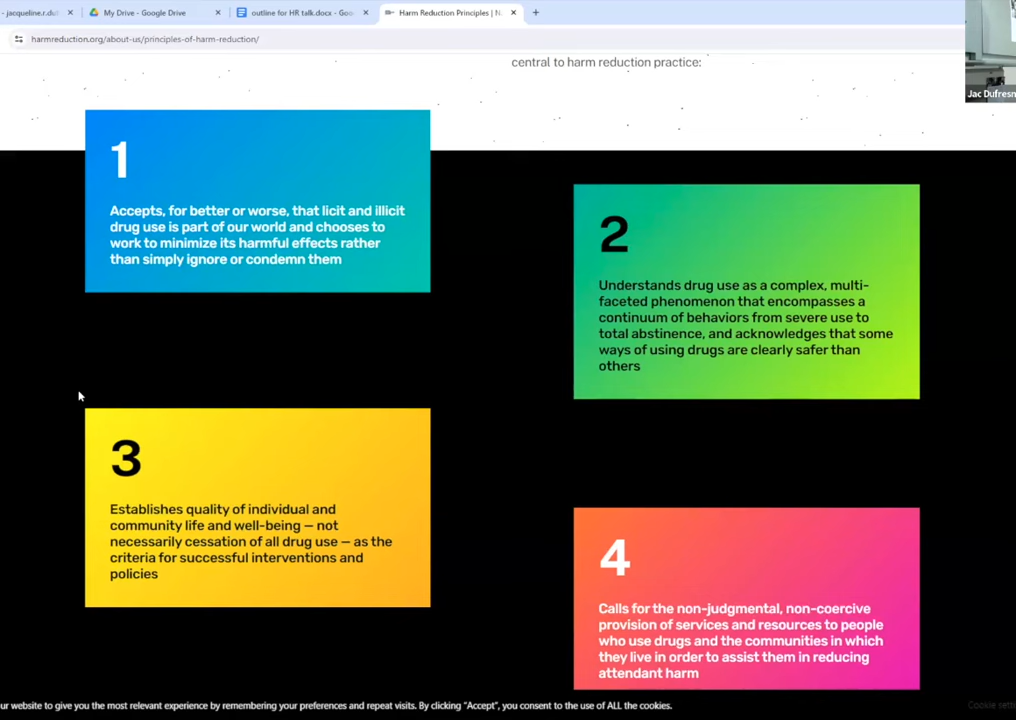 - jacqueline.r.du
My Drive - Google Drive
outline for HR talk.docx - Goo
Harm Reduction Principles | N
harmreduction.org/about-us/principles-of-harm-reduction/
central to harm reduction practice:
Jac Dufresn
1
Accepts, for better or worse, that licit and illicit
drug use is part of our world and chooses to
work to minimize its harmful effects rather
than simply ignore or condemn them
2
Understands drug use as a complex, multi-
faceted phenomenon that encompasses a
continuum of behaviors from severe use to
total abstinence, and acknowledges that some
ways of using drugs are clearly safer than
others
3
Establishes quality of individual and
community life and well-being — not
necessarily cessation of all drug use — as the
criteria for successful interventions and
policies
4
Calls for the non-judgmental, non-coercive
provision of services and resources to people
who use drugs and the communities in which
they live in order to assist them in reducing
attendant harm
ur website to give you the most relevant experience by remembering your preferences and repeat visits. By clicking “Accept”, you consent to the use of ALL the cookies.
Cookie setti